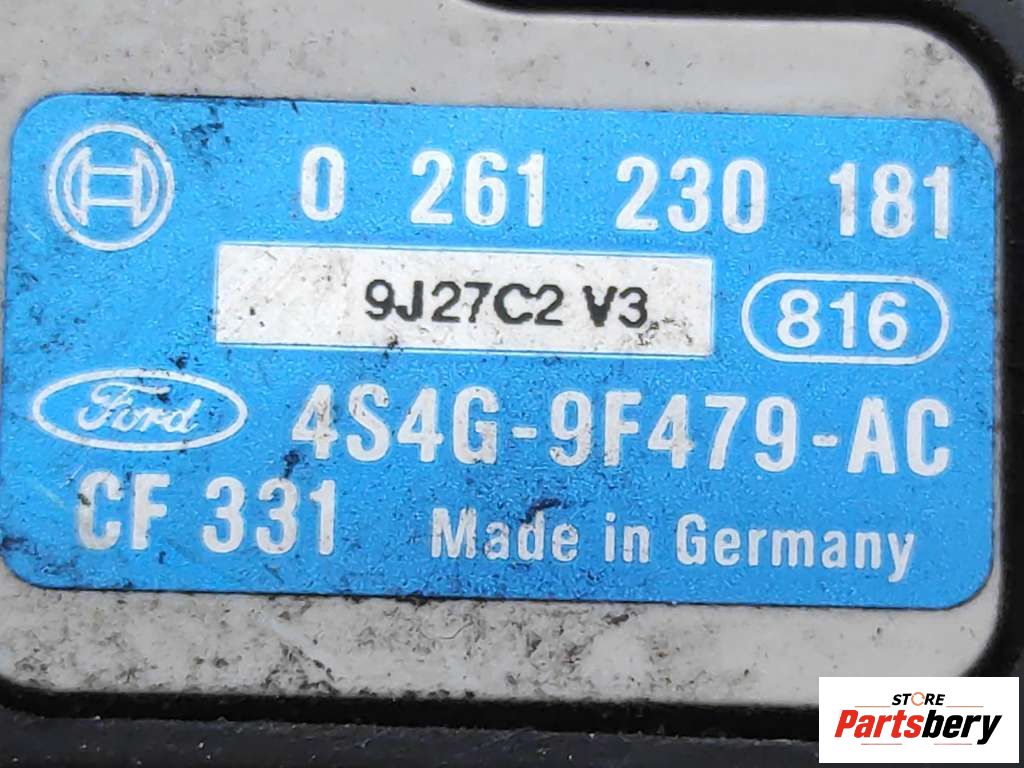 0 261 230 181
9J27C2 V3
816
Ford
4S4G-9F479-AC
CF 331
Made in Germany
STORE
Partsbery